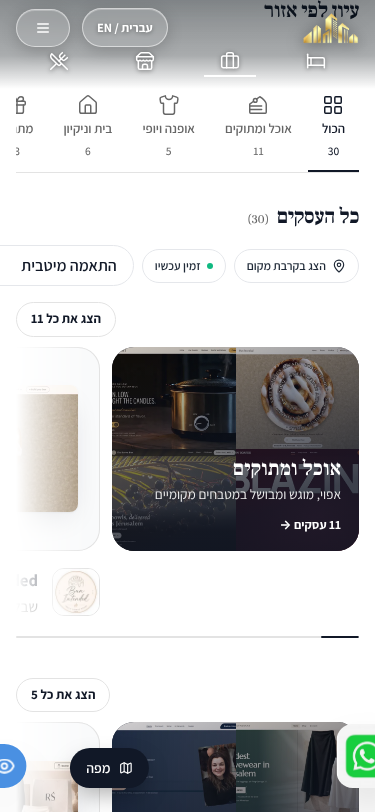 עיון לפי אזור
EN / עברית
הכול
30
אוכל ומתוקים
11
אופנה ויופי
5
בית וניקיון
6
כל העסקים (30)
הצג בקרבת מקום
זמין עכשיו
התאמה מיטבית
הצג את כל 11
BLAZIN
אוכל ומתוקים
אפוי, מוגש ומבושל במטבחים מקומיים
11 עסקים
הצג את כל 5
מפה